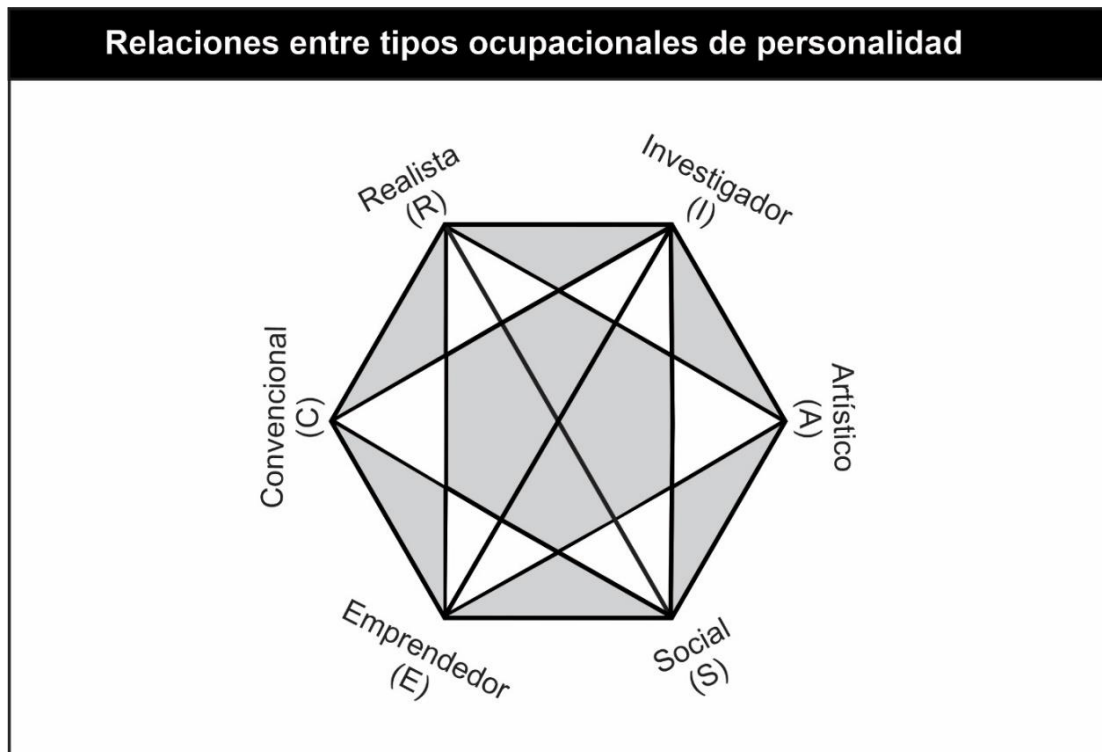 Relaciones entre tipos ocupacionales de personalidad
Realista
(R)
Investigador
(I)
Convencional
(C)
Artístico
(A)
Emprendedor
(E)
Social
(S)